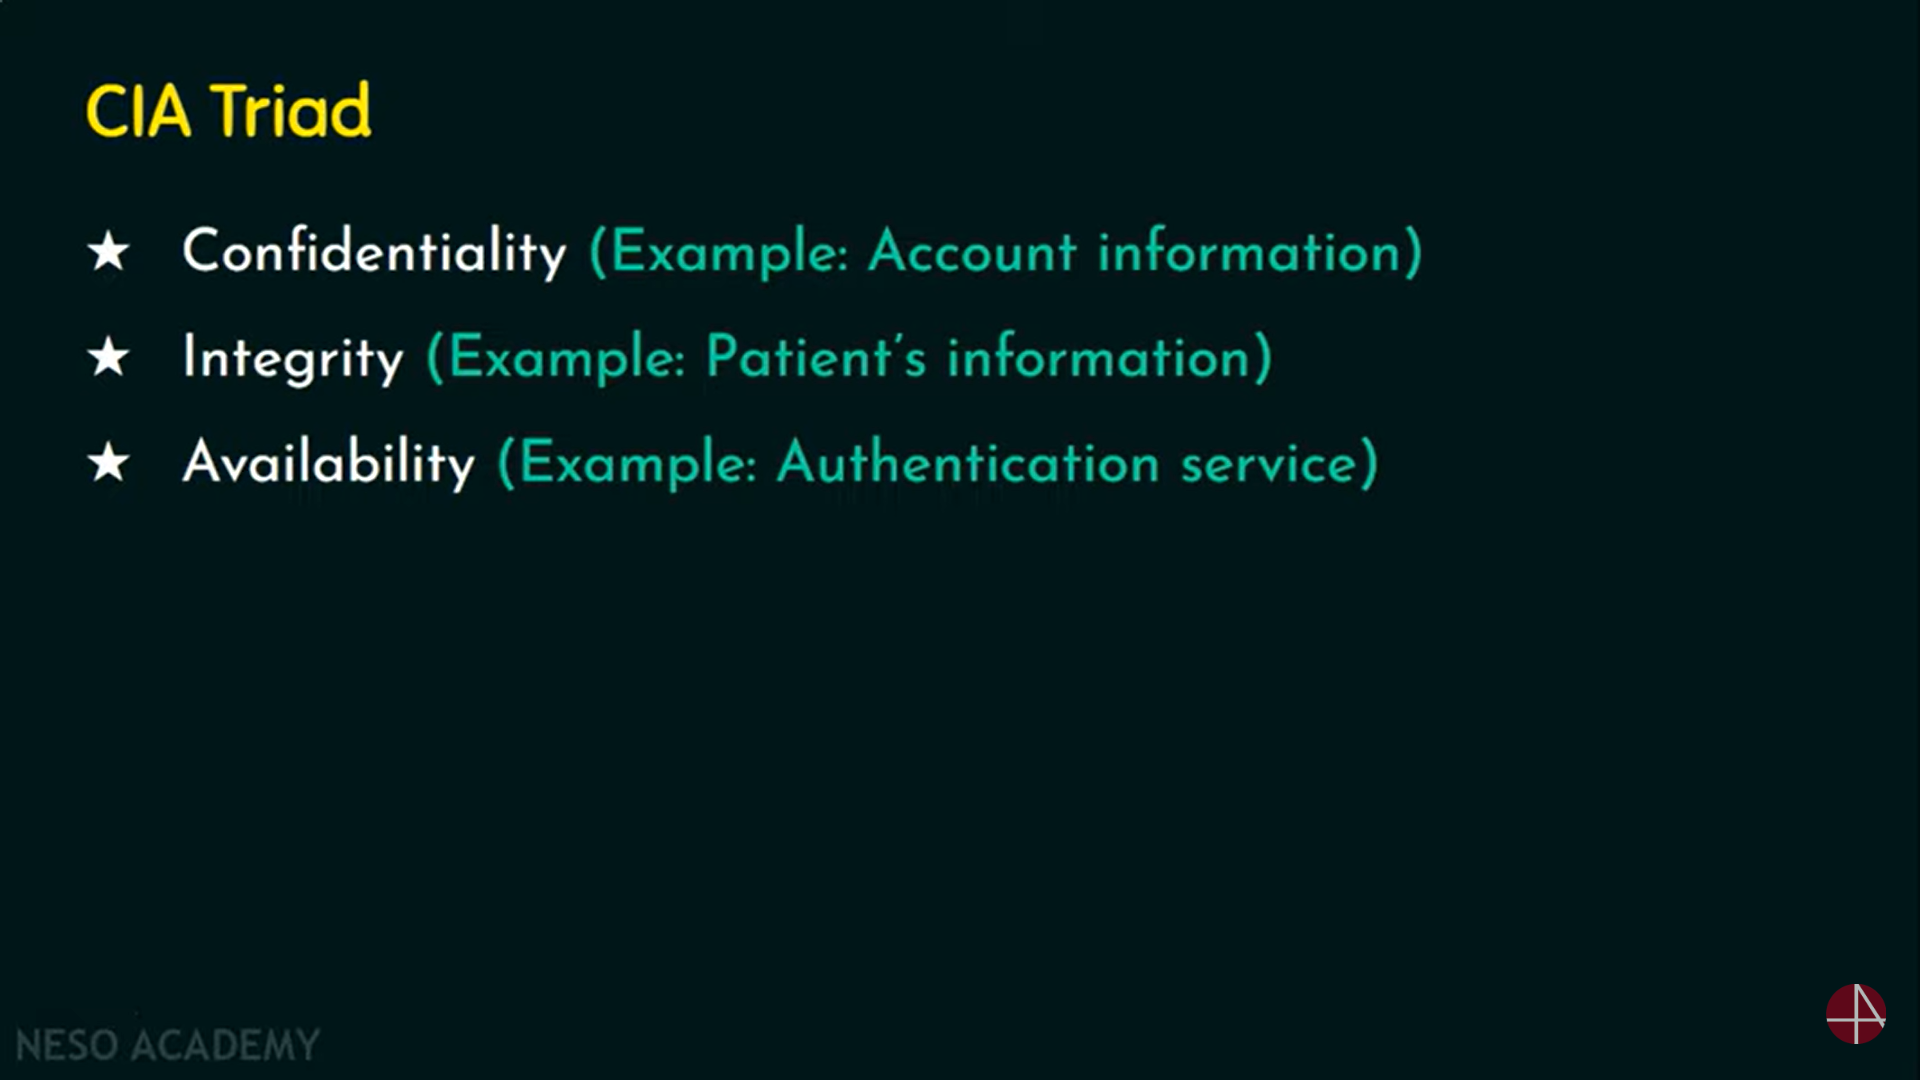 CIA Triad
★ Confidentiality (Example: Account information)
★ Integrity (Example: Patient’s information)
★ Availability (Example: Authentication service)
NESO ACADEMY